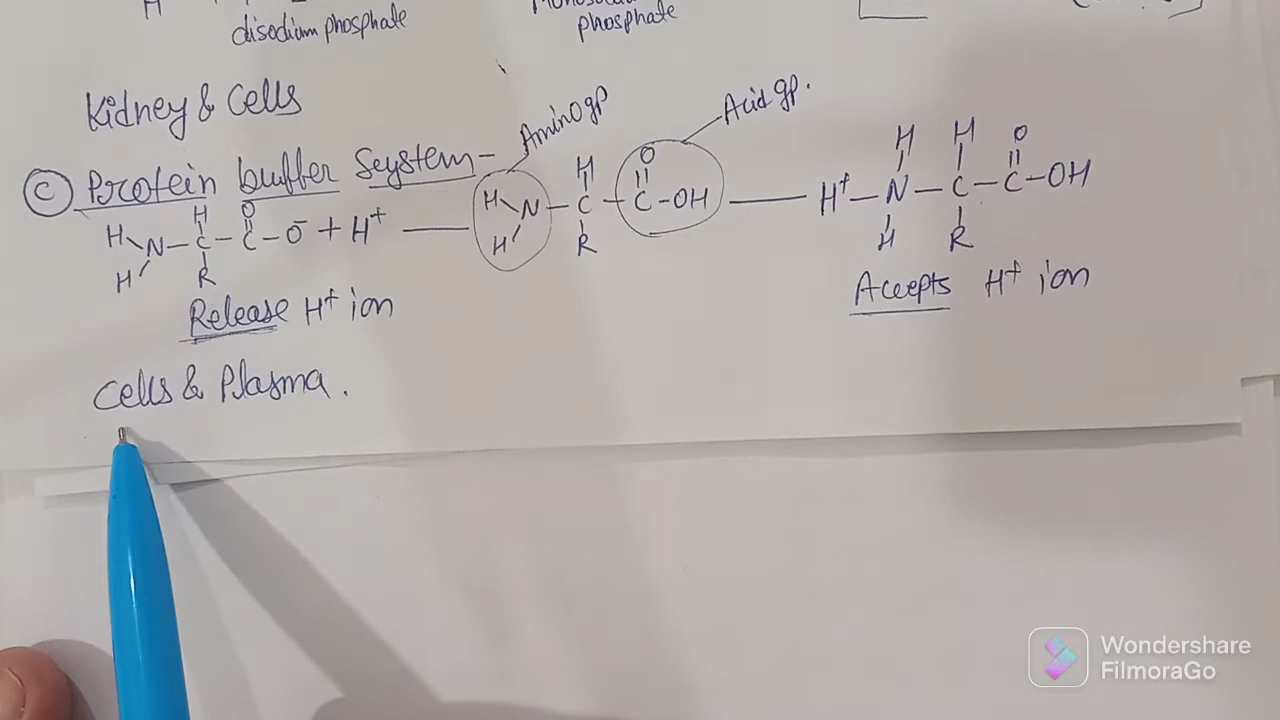 H
disodium phosphate
phosphate
Kidney & Cells
Amino gp
Acid gp.
C Protein buffer System -
H H O
H N - C - C - O- + H+
H R
H H O
H N - C - C - OH
H R
H H O
H+ - N - C - C - OH
H R
Release H+ ion
Accepts H+ ion
Cells & Plasma.
Wondershare
FilmoraGo